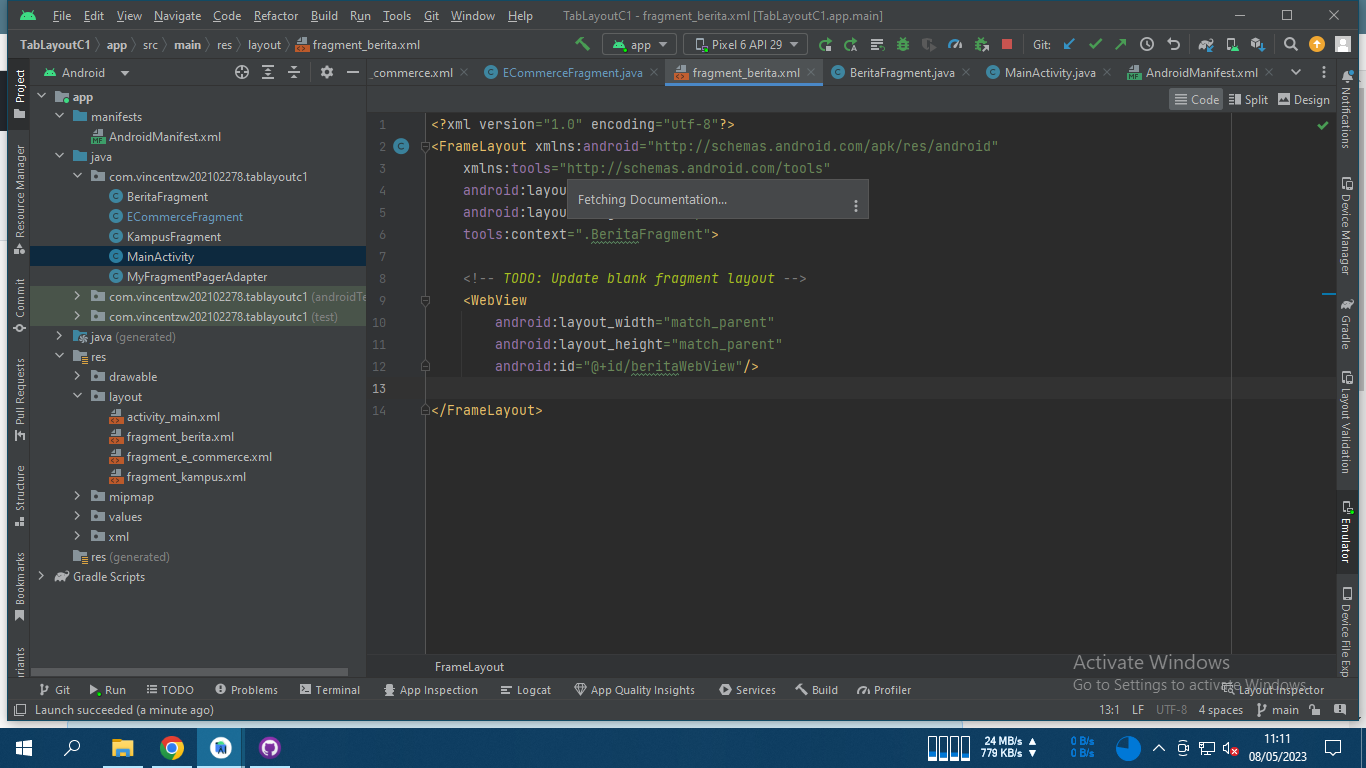 File Edit View Navigate Code Refactor Build Run Tools Git Window Help TabLayoutC1 - fragment_berita.xml [TabLayoutC1.app.main]
TabLayoutC1 app src main res layout fragment_berita.xml app Pixel 6 API 29 Git:
Android
_commerce.xml ECommerceFragment.java fragment_berita.xml BeritaFragment.java MainActivity.java AndroidManifest.xml
Code Split Design
Project
Resource Manager
Commit
Pull Requests
Structure
Bookmarks
app
manifests
AndroidManifest.xml
java
com.vincentzw202102278.tablayoutc1
BeritaFragment
ECommerceFragment
KampusFragment
MainActivity
MyFragmentPagerAdapter
com.vincentzw202102278.tablayoutc1 (androidTe
com.vincentzw202102278.tablayoutc1 (test)
java (generated)
res
drawable
layout
activity_main.xml
fragment_berita.xml
fragment_e_commerce.xml
fragment_kampus.xml
mipmap
values
xml
res (generated)
Gradle Scripts
1 <?xml version="1.0" encoding="utf-8"?>
2 <FrameLayout xmlns:android="http://schemas.android.com/apk/res/android"
3 xmlns:tools="http://schemas.android.com/tools"
4 android:layou
5 android:layou
Fetching Documentation...
6 tools:context=".BeritaFragment">
7
8 <!-- TODO: Update blank fragment layout -->
9 <WebView
10 android:layout_width="match_parent"
11 android:layout_height="match_parent"
12 android:id="@+id/beritaWebView"/>
13
14 </FrameLayout>
Notifications
Device Manager
Gradle
Layout Validation
Emulator
Device File Exp
FrameLayout
Activate Windows
Go to Settings to activate Windows.
Git Run TODO Problems Terminal App Inspection Logcat App Quality Insights Services Build Profiler Layout Inspector
Launch succeeded (a minute ago) 13:1 LF UTF-8 4 spaces main
24 MB/s 0 B/s 11:11
779 KB/s 0 B/s 08/05/2023